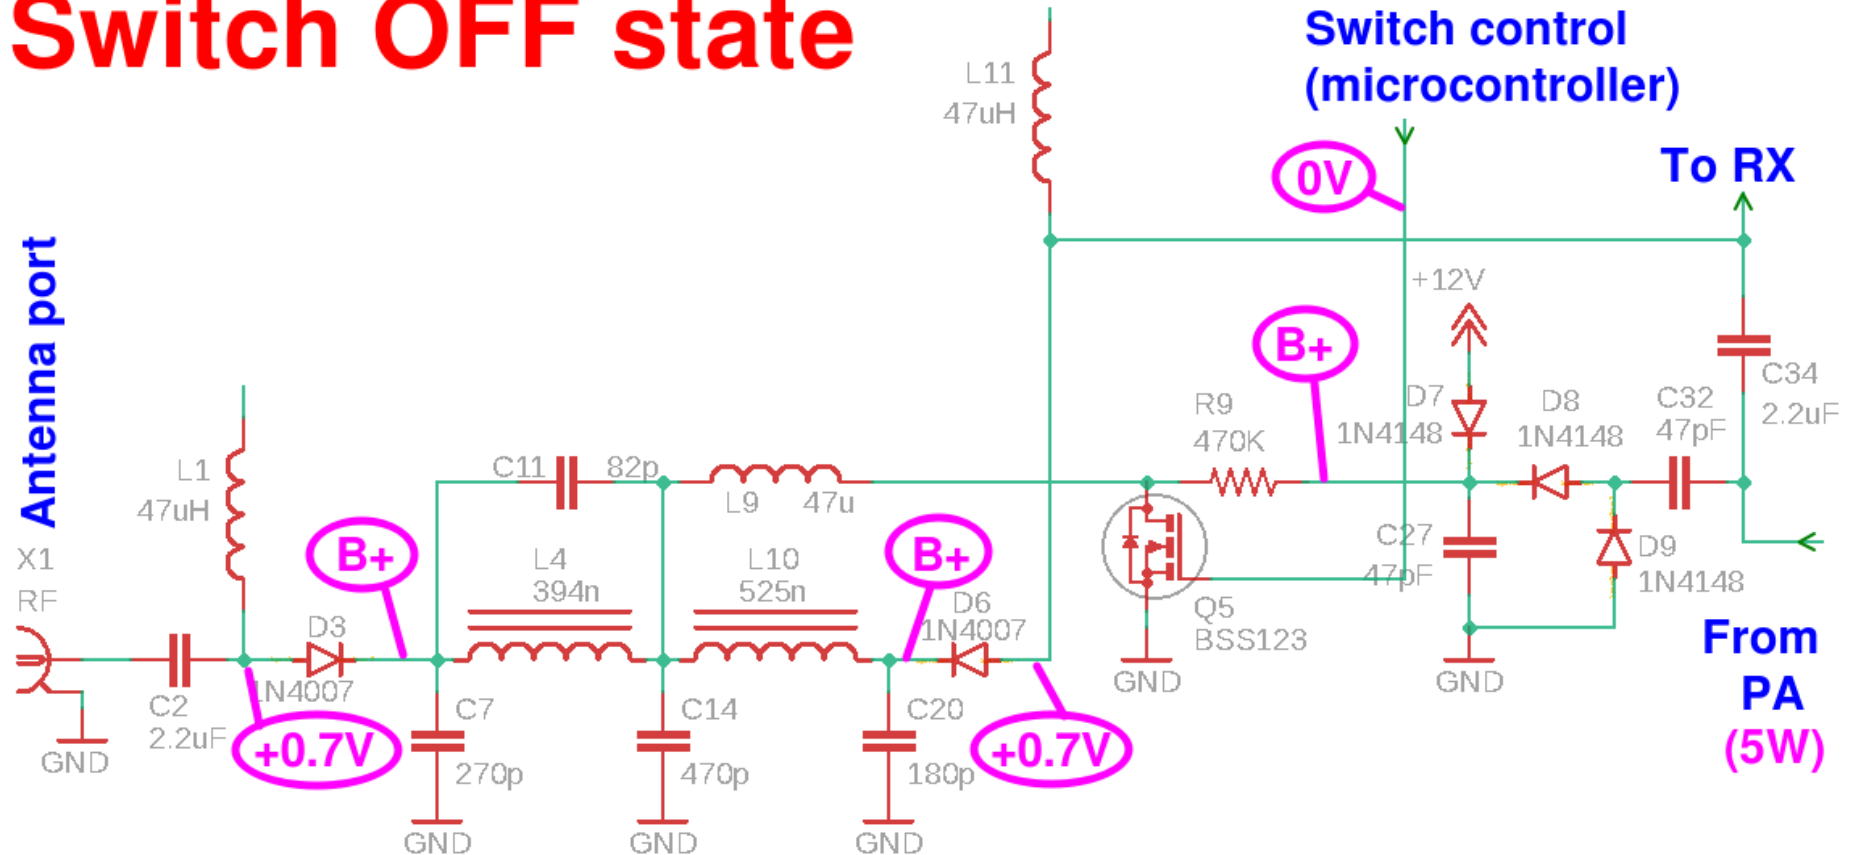 Switch OFF state
Switch control
(microcontroller)
L11
47uH
0V
To RX
Antenna port
+12V
B+
C34
2.2uF
R9
470K
D7
1N4148
D8
1N4148
C32
47pF
L1
47uH
C11
82p
L9
47u
X1
RF
B+
L4
394n
L10
525n
B+
D6
1N4007
C27
47pF
D9
1N4148
Q5
BSS123
D3
1N4007
C2
2.2uF
+0.7V
C7
270p
C14
470p
C20
180p
+0.7V
GND
GND
GND
GND
GND
GND
From
PA
(5W)